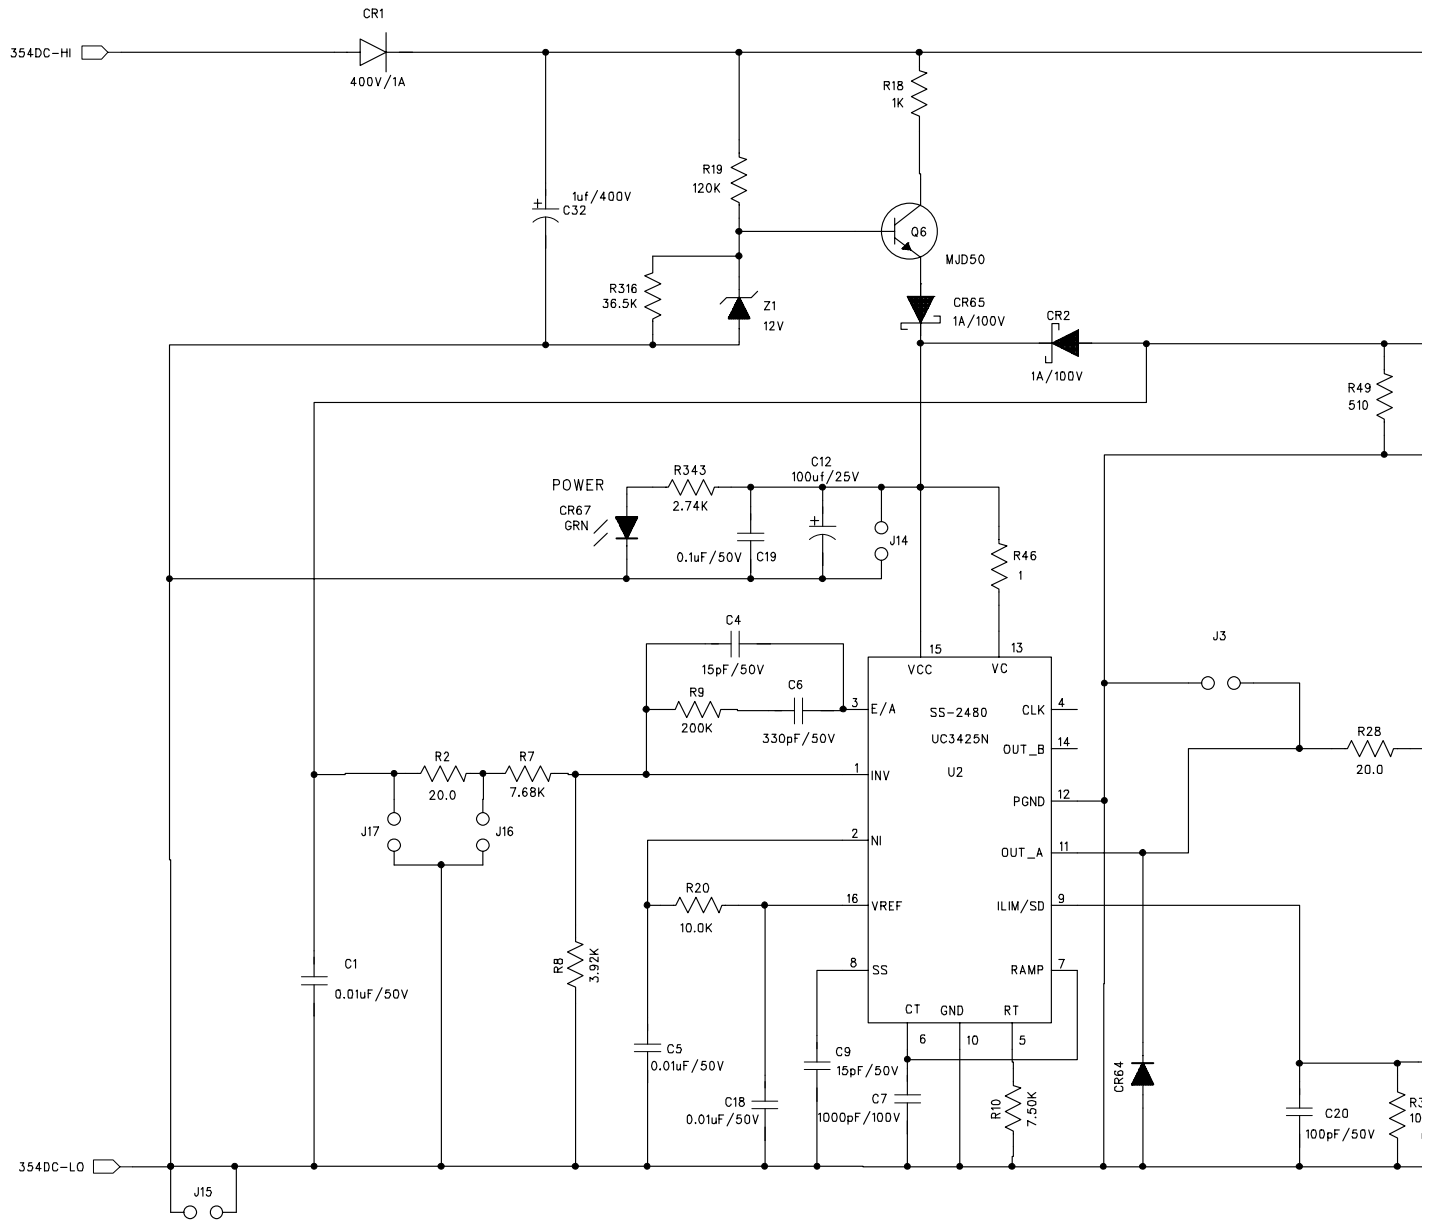 CR1
354DC-HI
400V/1A
R18
1K
R19
120K
1uf/400V
+
C32
Q6
MJD50
R316
36.5K
Z1
12V
CR65
1A/100V
CR2
1A/100V
R49
510
POWER
R343
2.74K
C12
100uf/25V
+
CR67
GRN
0.1uF/50V
C19
J14
R46
1
C4
15pF/50V
J3
15
13
VCC
VC
R9
200K
C6
330pF/50V
3
E/A
SS-2480
UC3425N
U2
CLK
4
OUT_B
14
R28
20.0
R2
20.0
R7
7.68K
1
INV
PGND
12
J17
J16
2
NI
OUT_A
11
R20
10.0K
16
VREF
ILIM/SD
9
C1
0.01uF/50V
R8
3.92K
8
SS
RAMP
7
CT
GND
RT
6
10
5
C5
0.01uF/50V
C9
15pF/50V
C18
0.01uF/50V
C7
1000pF/100V
R10
7.50K
CR64
C20
100pF/50V
354DC-LO
J15